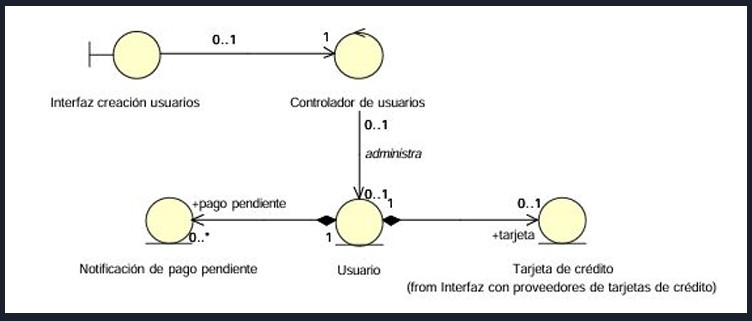 0..1
1
Interfaz creación usuarios
Controlador de usuarios
0..1
administra
0..1
+pago pendiente
1
0..1
0..*
1
+tarjeta
Notificación de pago pendiente
Usuario
Tarjeta de crédito
(from Interfaz con proveedores de tarjetas de crédito)